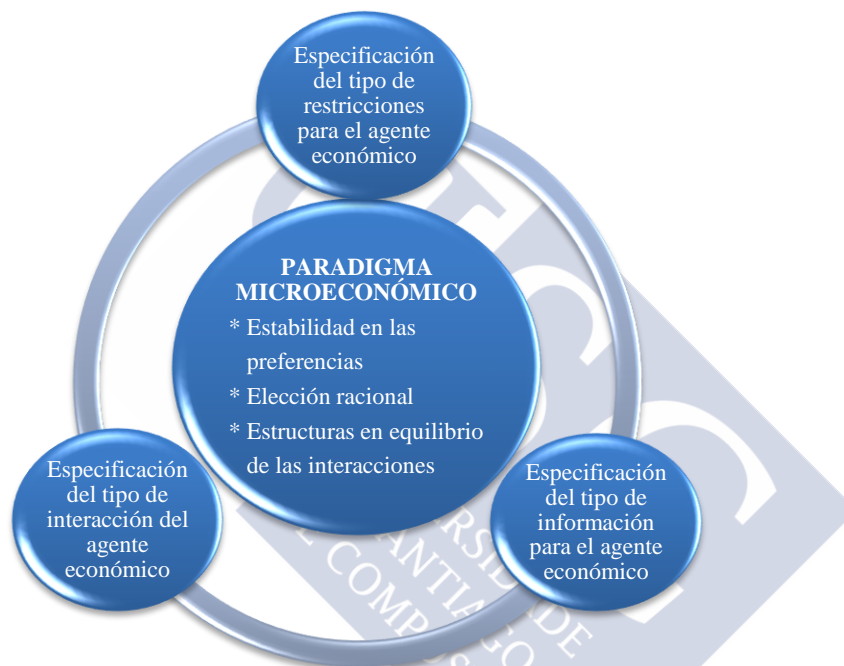 Especificación
del tipo de
restricciones
para el agente
económico
PARADIGMA
MICROECONÓMICO
* Estabilidad en las
preferencias
* Elección racional
* Estructuras en equilibrio
de las interacciones
Especificación
del tipo de
interacción del
agente
económico
Especificación
del tipo de
información
para el agente
económico